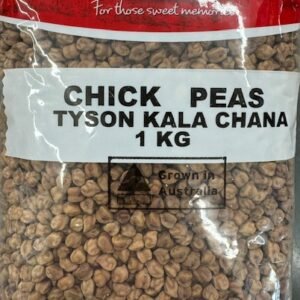 For those sweet memories
CHICK PEAS
TYSON KALA CHANA
1 KG
Grown in
Australia